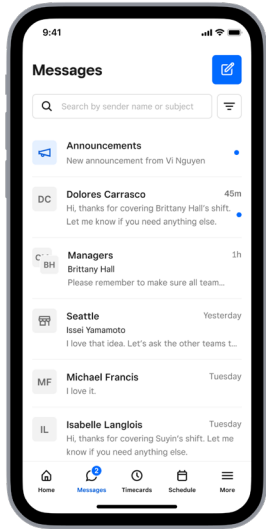 9:41
Messages
Search by sender name or subject
Announcements
New announcement from Vi Nguyen
DC
Dolores Carrasco
45m
Hi, thanks for covering Brittany Hall's shift.
Let me know if you need anything else.
BH
Managers
1h
Brittany Hall
Please remember to make sure all team...
Seattle
Yesterday
Issei Yamamoto
I love that idea. Let's ask the other teams t...
MF
Michael Francis
Tuesday
I love it.
IL
Isabelle Langlois
Tuesday
Hi, thanks for covering Suyin's shift. Let me
know if you need anything else.
2
Home
Messages
Timecards
Schedule
More